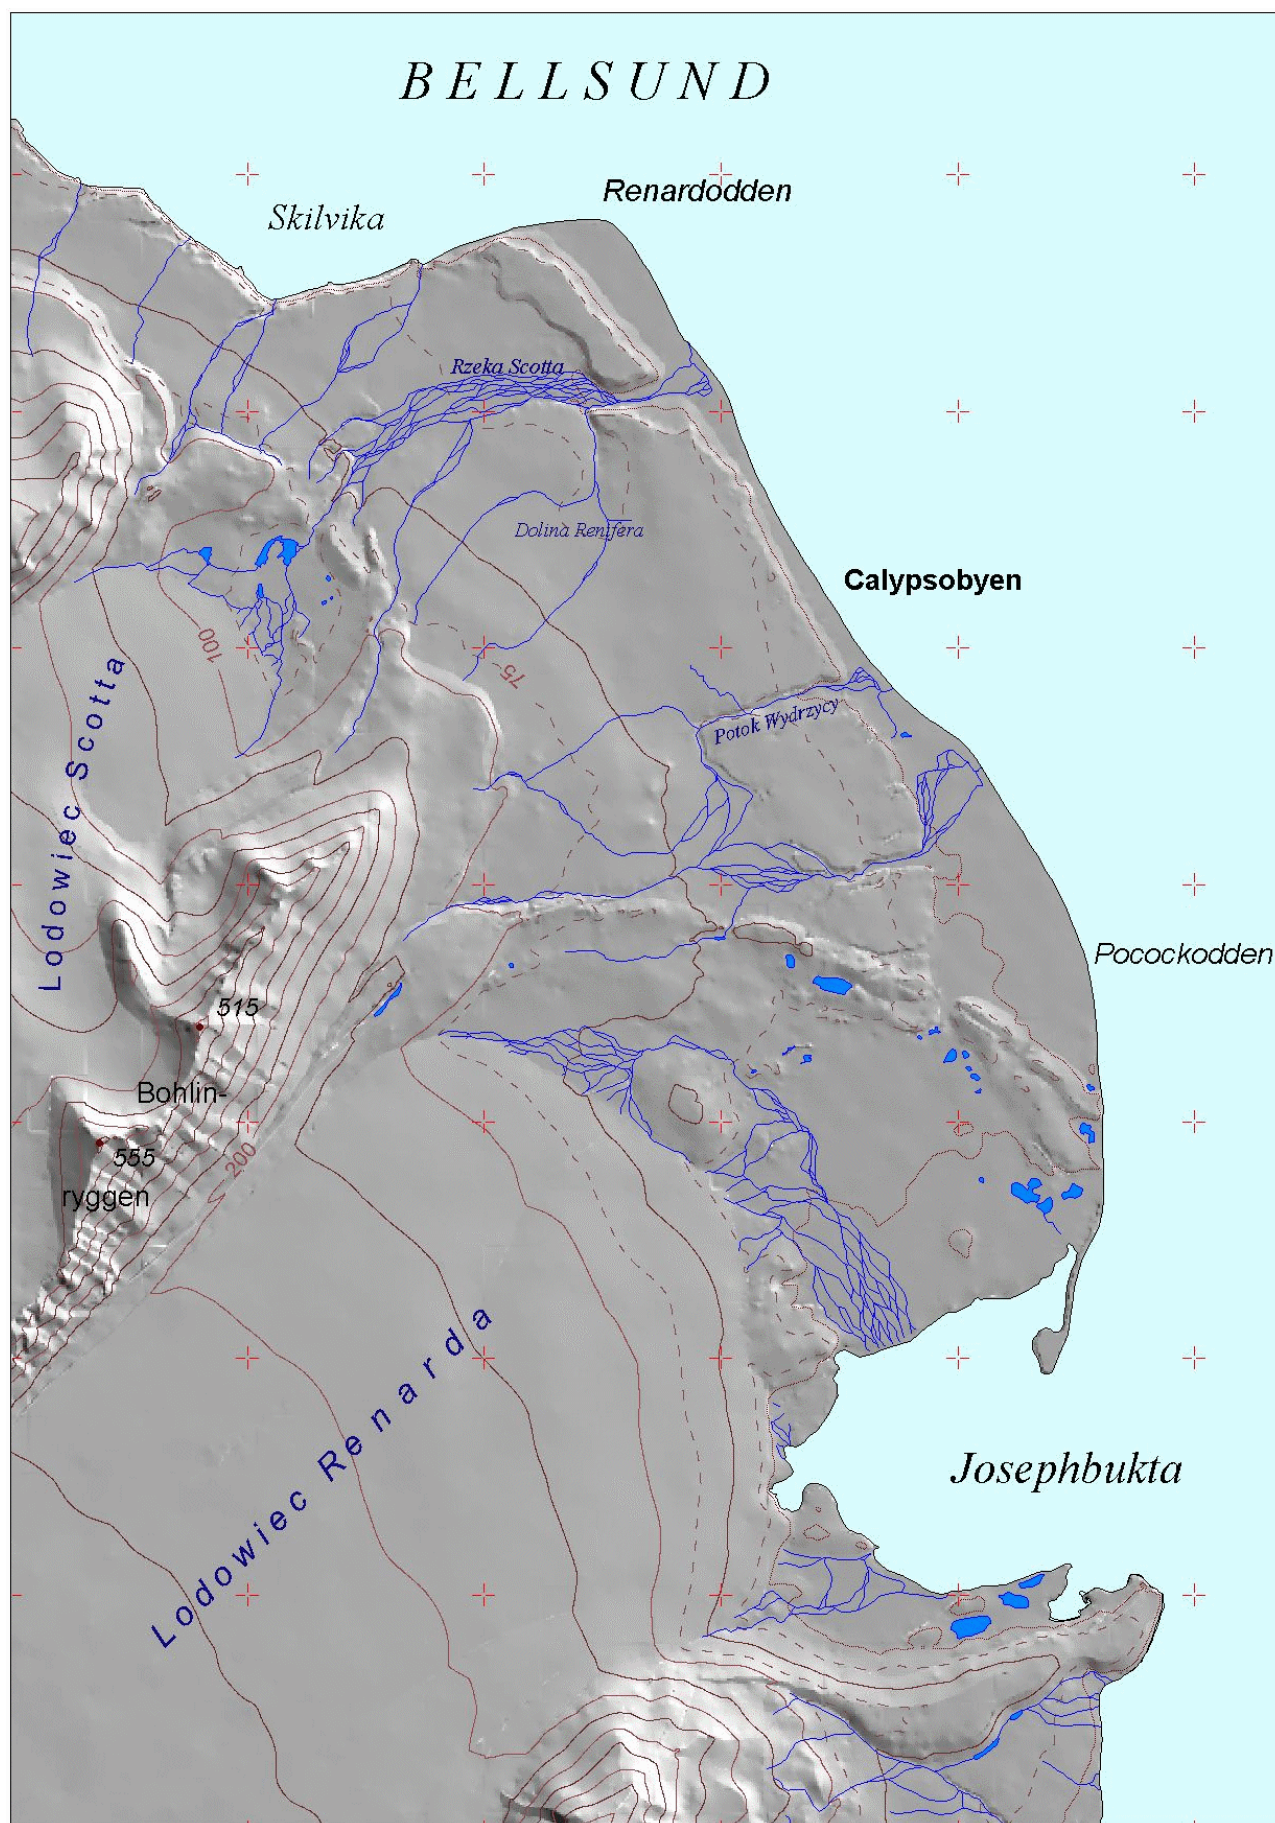 BELLSUND
Renardodden
Skilvika
Rzeka Scotta
Dolina Renifera
Calypsobyen
100
75
Lodowiec Scotta
Potok Wydrzycy
Pocockodden
515
Bohlin-
555
200
ryggen
Lodowiec Renarda
Josephbukta